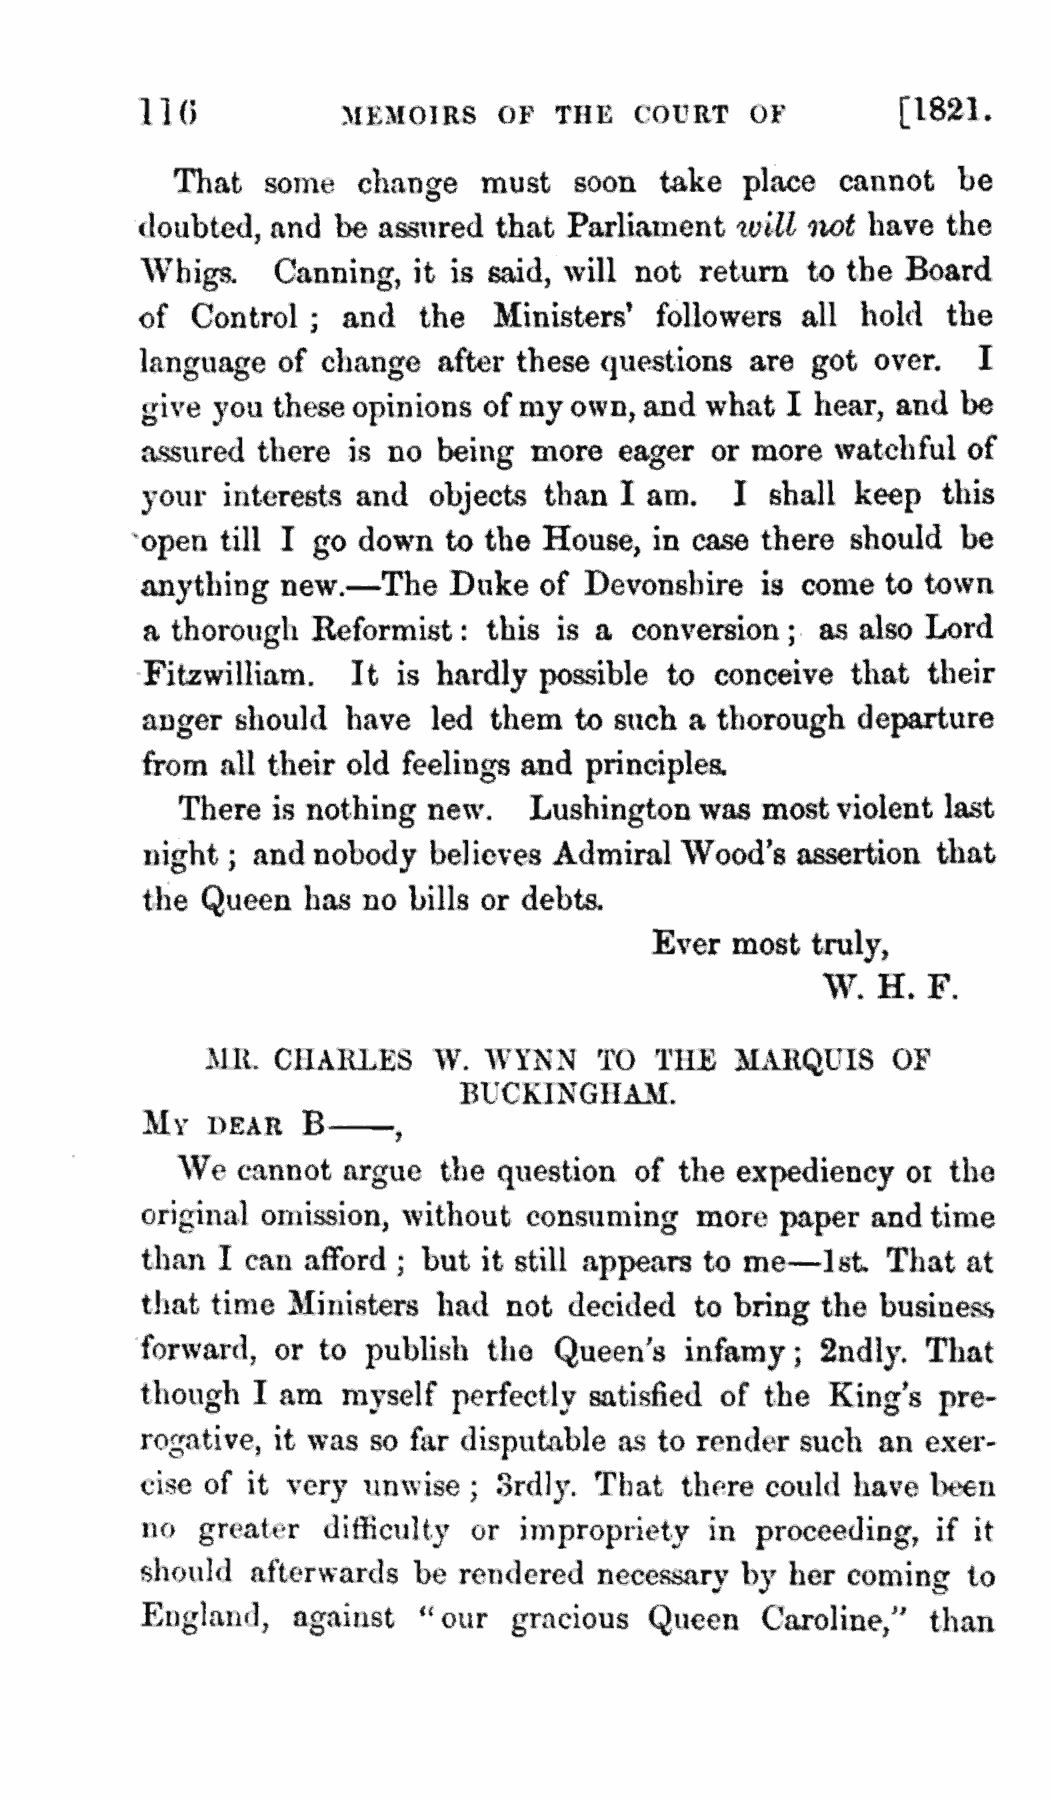 116 MEMOIRS OF THE COURT OF [1821.
That some change must soon take place cannot be
doubted, and be assured that Parliament will not have the
Whigs. Canning, it is said, will not return to the Board
of Control ; and the Ministers' followers all hold the
language of change after these questions are got over. I
give you these opinions of my own, and what I hear, and be
assured there is no being more eager or more watchful of
your interests and objects than I am. I shall keep this
open till I go down to the House, in case there should be
anything new.—The Duke of Devonshire is come to town
a thorough Reformist : this is a conversion ; as also Lord
Fitzwilliam. It is hardly possible to conceive that their
anger should have led them to such a thorough departure
from all their old feelings and principles.
There is nothing new. Lushington was most violent last
night ; and nobody believes Admiral Wood's assertion that
the Queen has no bills or debts.
Ever most truly,
W. H. F.
MR. CHARLES W. WYNN TO THE MARQUIS OF
BUCKINGHAM.
MY DEAR B——,
We cannot argue the question of the expediency of the
original omission, without consuming more paper and time
than I can afford ; but it still appears to me—1st. That at
that time Ministers had not decided to bring the business
forward, or to publish the Queen's infamy ; 2ndly. That
though I am myself perfectly satisfied of the King's pre-
rogative, it was so far disputable as to render such an exer-
cise of it very unwise ; 3rdly. That there could have been
no greater difficulty or impropriety in proceeding, if it
should afterwards be rendered necessary by her coming to
England, against "our gracious Queen Caroline," than